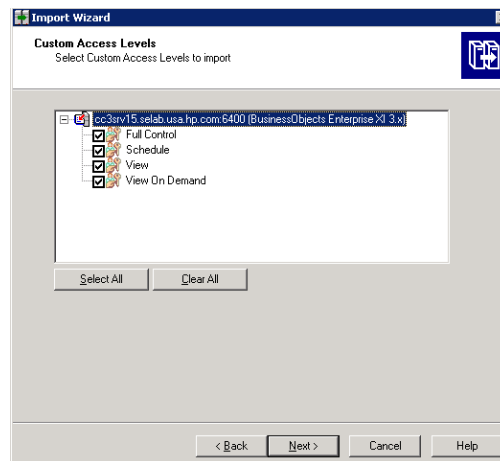 Import Wizard
Custom Access Levels
Select Custom Access Levels to import
cc3srv15.selab.usa.hp.com:6400 (BusinessObjects Enterprise XI 3.x)
Full Control
Schedule
View
View On Demand
Select All Clear All
< Back Next > Cancel Help